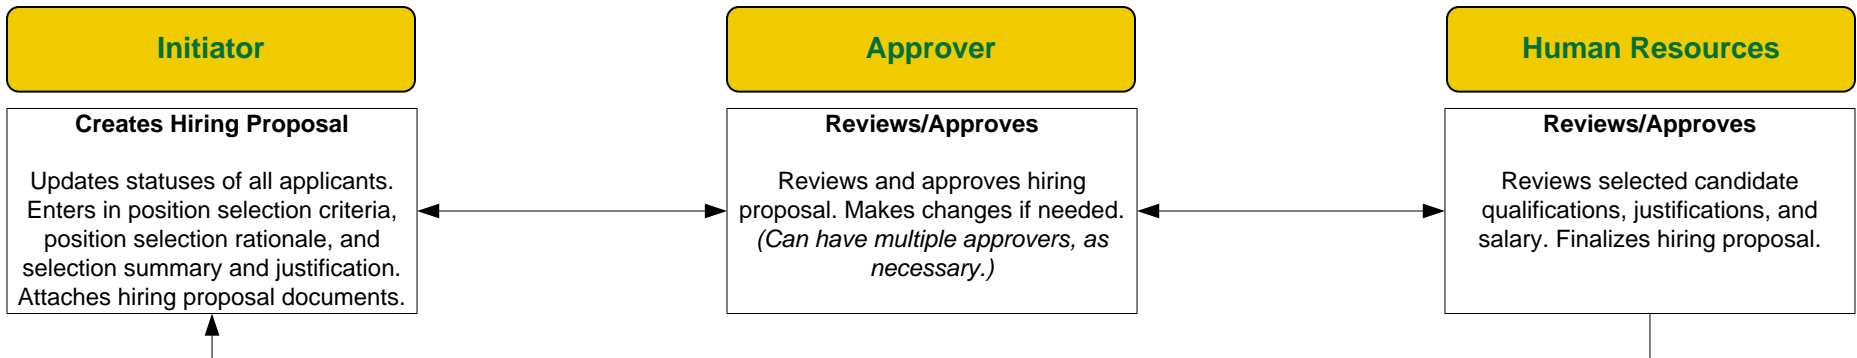 Initiator
Approver
Human Resources
Creates Hiring Proposal
Updates statuses of all applicants.
Enters in position selection criteria,
position selection rationale, and
selection summary and justification.
Attaches hiring proposal documents.
Reviews/Approves
Reviews and approves hiring
proposal. Makes changes if needed.
(Can have multiple approvers, as
necessary.)
Reviews/Approves
Reviews selected candidate
qualifications, justifications, and
salary. Finalizes hiring proposal.